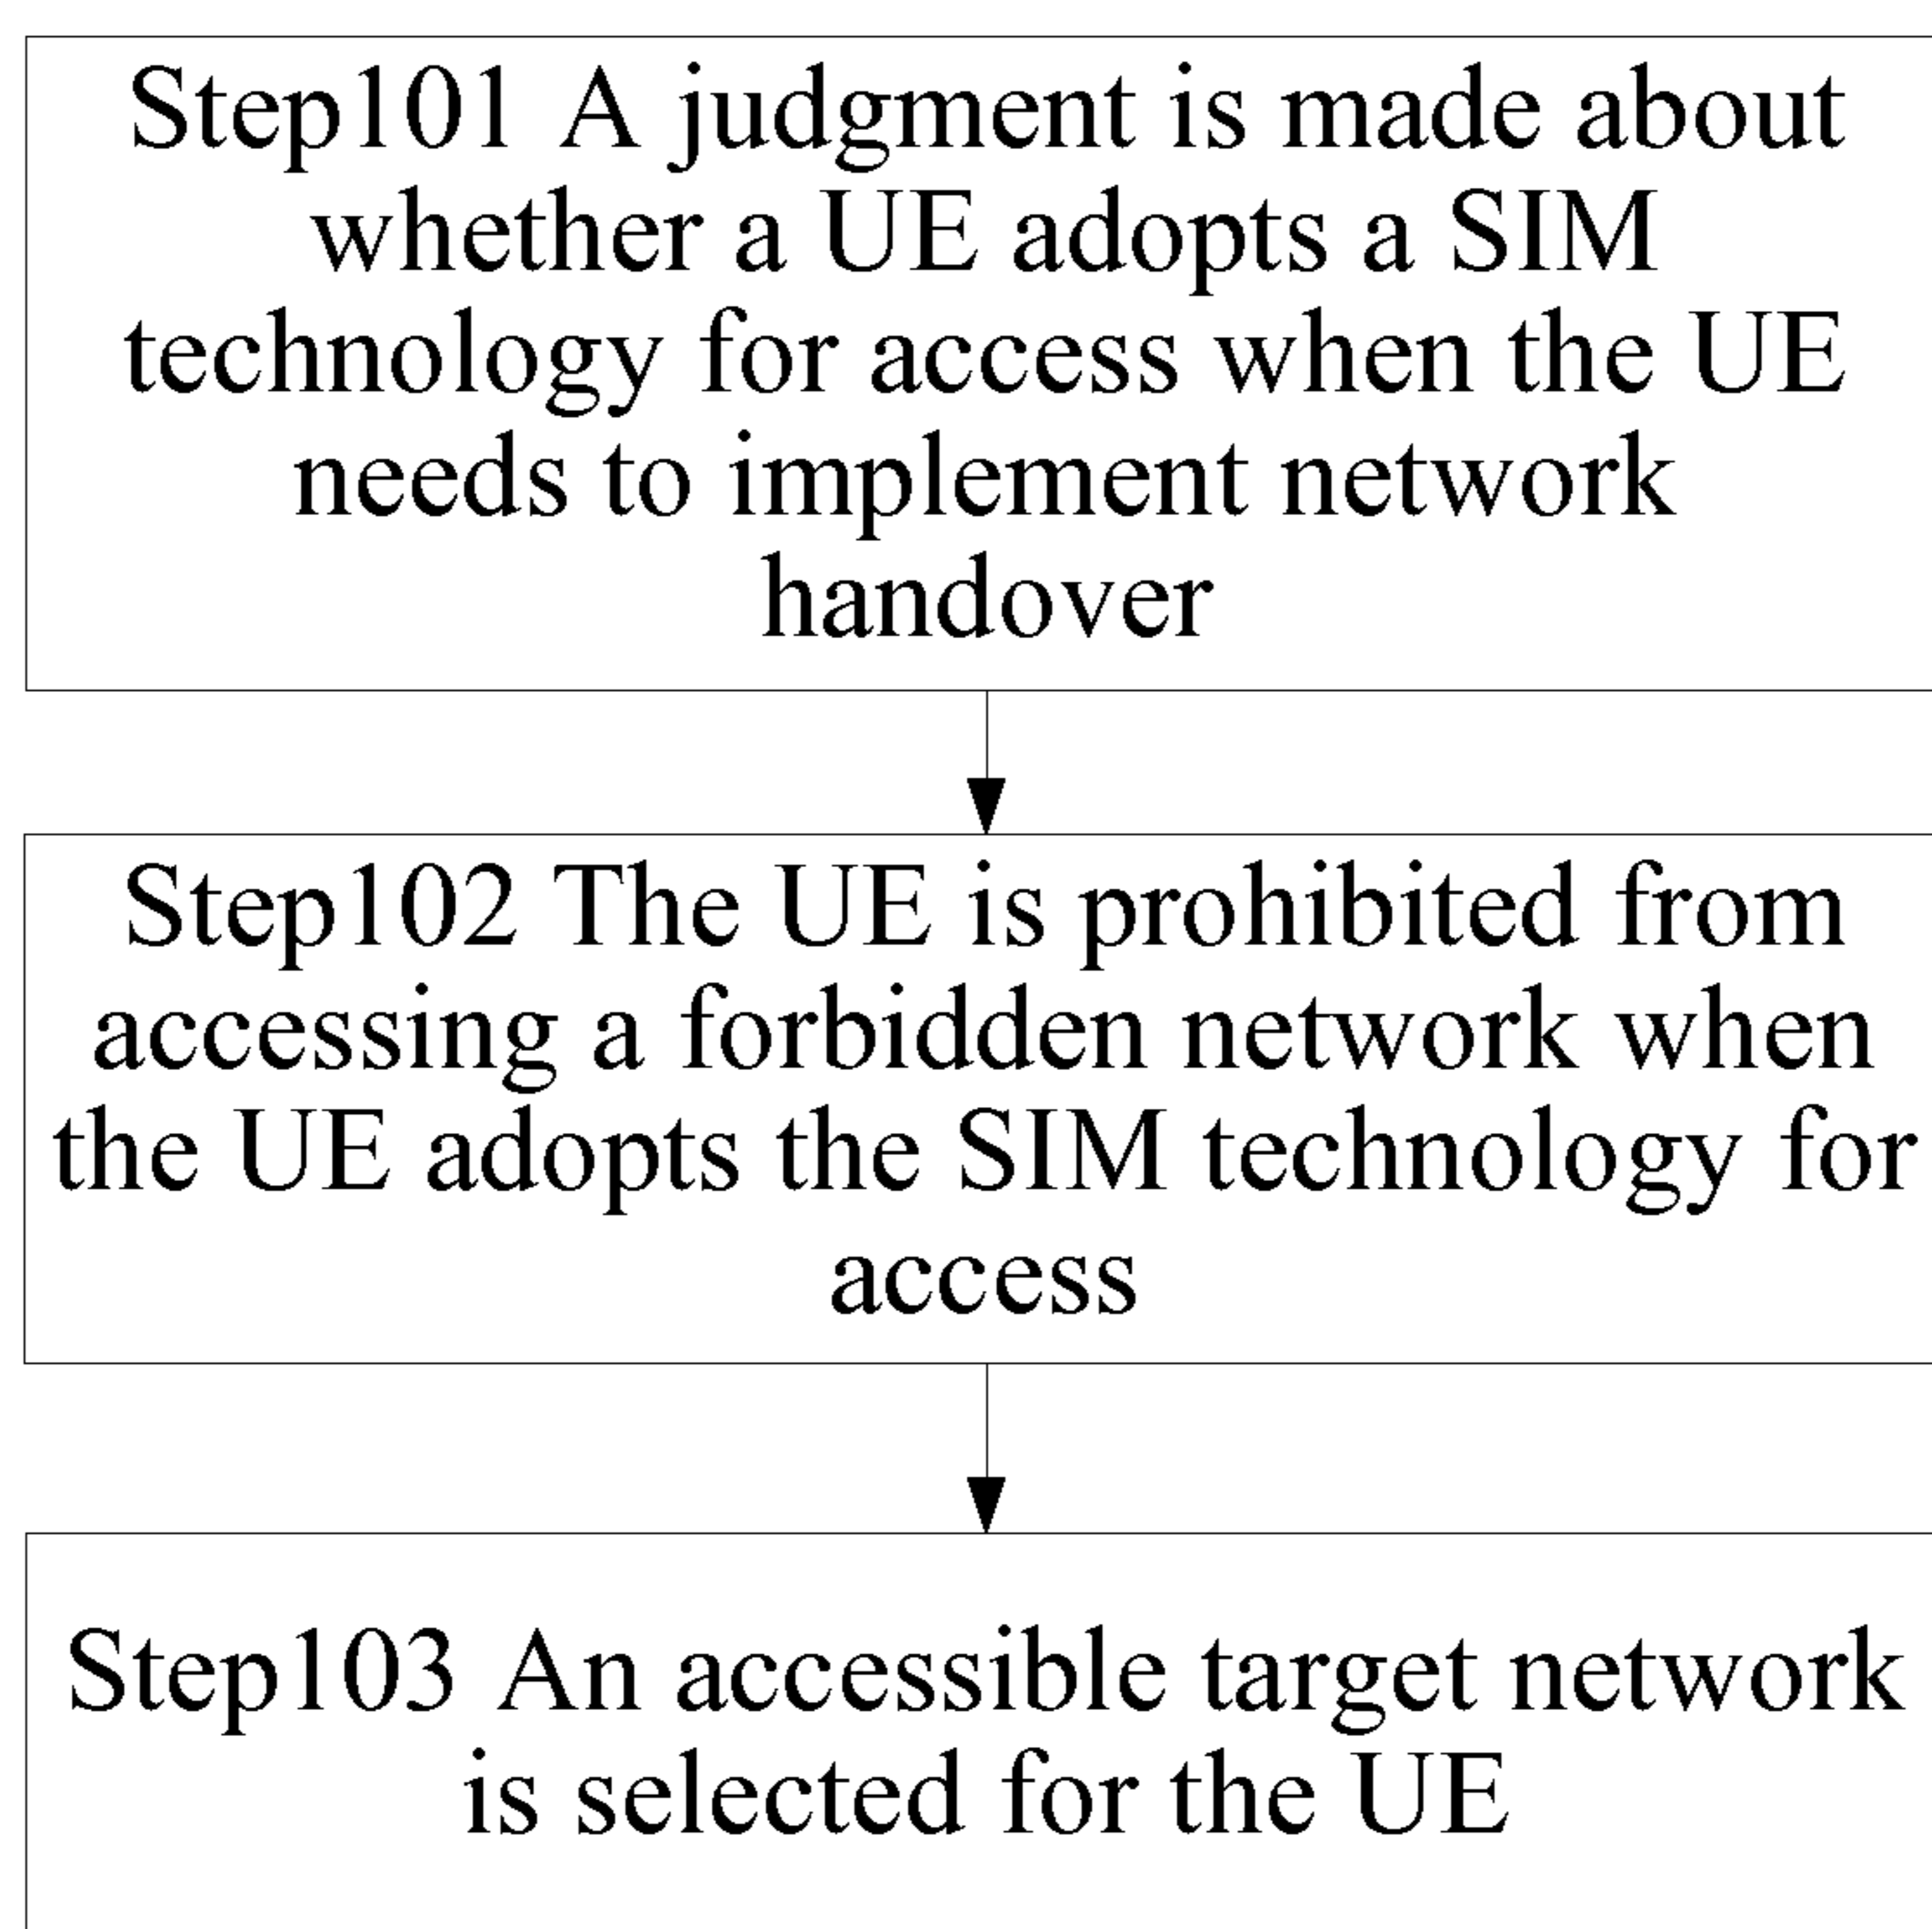 Step101 A judgment is made about
whether a UE adopts a SIM
technology for access when the UE
needs to implement network
handover
Step102 The UE is prohibited from
accessing a forbidden network when
the UE adopts the SIM technology for
access
Step103 An accessible target network
is selected for the UE